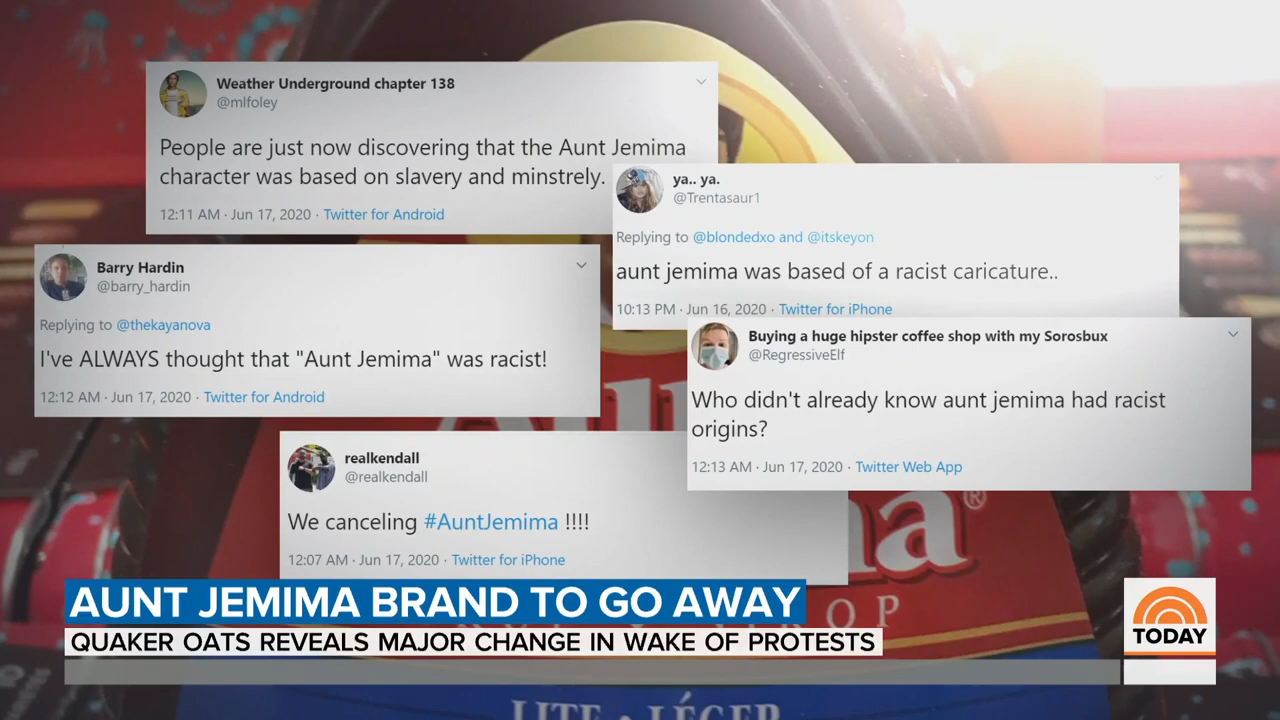 Weather Underground chapter 138
@mlfoley
People are just now discovering that the Aunt Jemima
character was based on slavery and minstrely.
12:11 AM · Jun 17, 2020 · Twitter for Android
ya.. ya.
@Trentasaur1
Replying to @blondedxo and @itskeyon
aunt jemima was based of a racist caricature..
10:13 PM · Jun 16, 2020 · Twitter for iPhone
Barry Hardin
@barry_hardin
Replying to @thekayanova
I've ALWAYS thought that "Aunt Jemima" was racist!
12:12 AM · Jun 17, 2020 · Twitter for Android
Buying a huge hipster coffee shop with my Sorosbux
@RegressiveElf
Who didn't already know aunt jemima had racist
origins?
12:13 AM · Jun 17, 2020 · Twitter Web App
realkendall
@realkendall
We canceling #AuntJemima !!!!
12:07 AM · Jun 17, 2020 · Twitter for iPhone
AUNT JEMIMA BRAND TO GO AWAY
QUAKER OATS REVEALS MAJOR CHANGE IN WAKE OF PROTESTS
TODAY
LITE • LÉGER